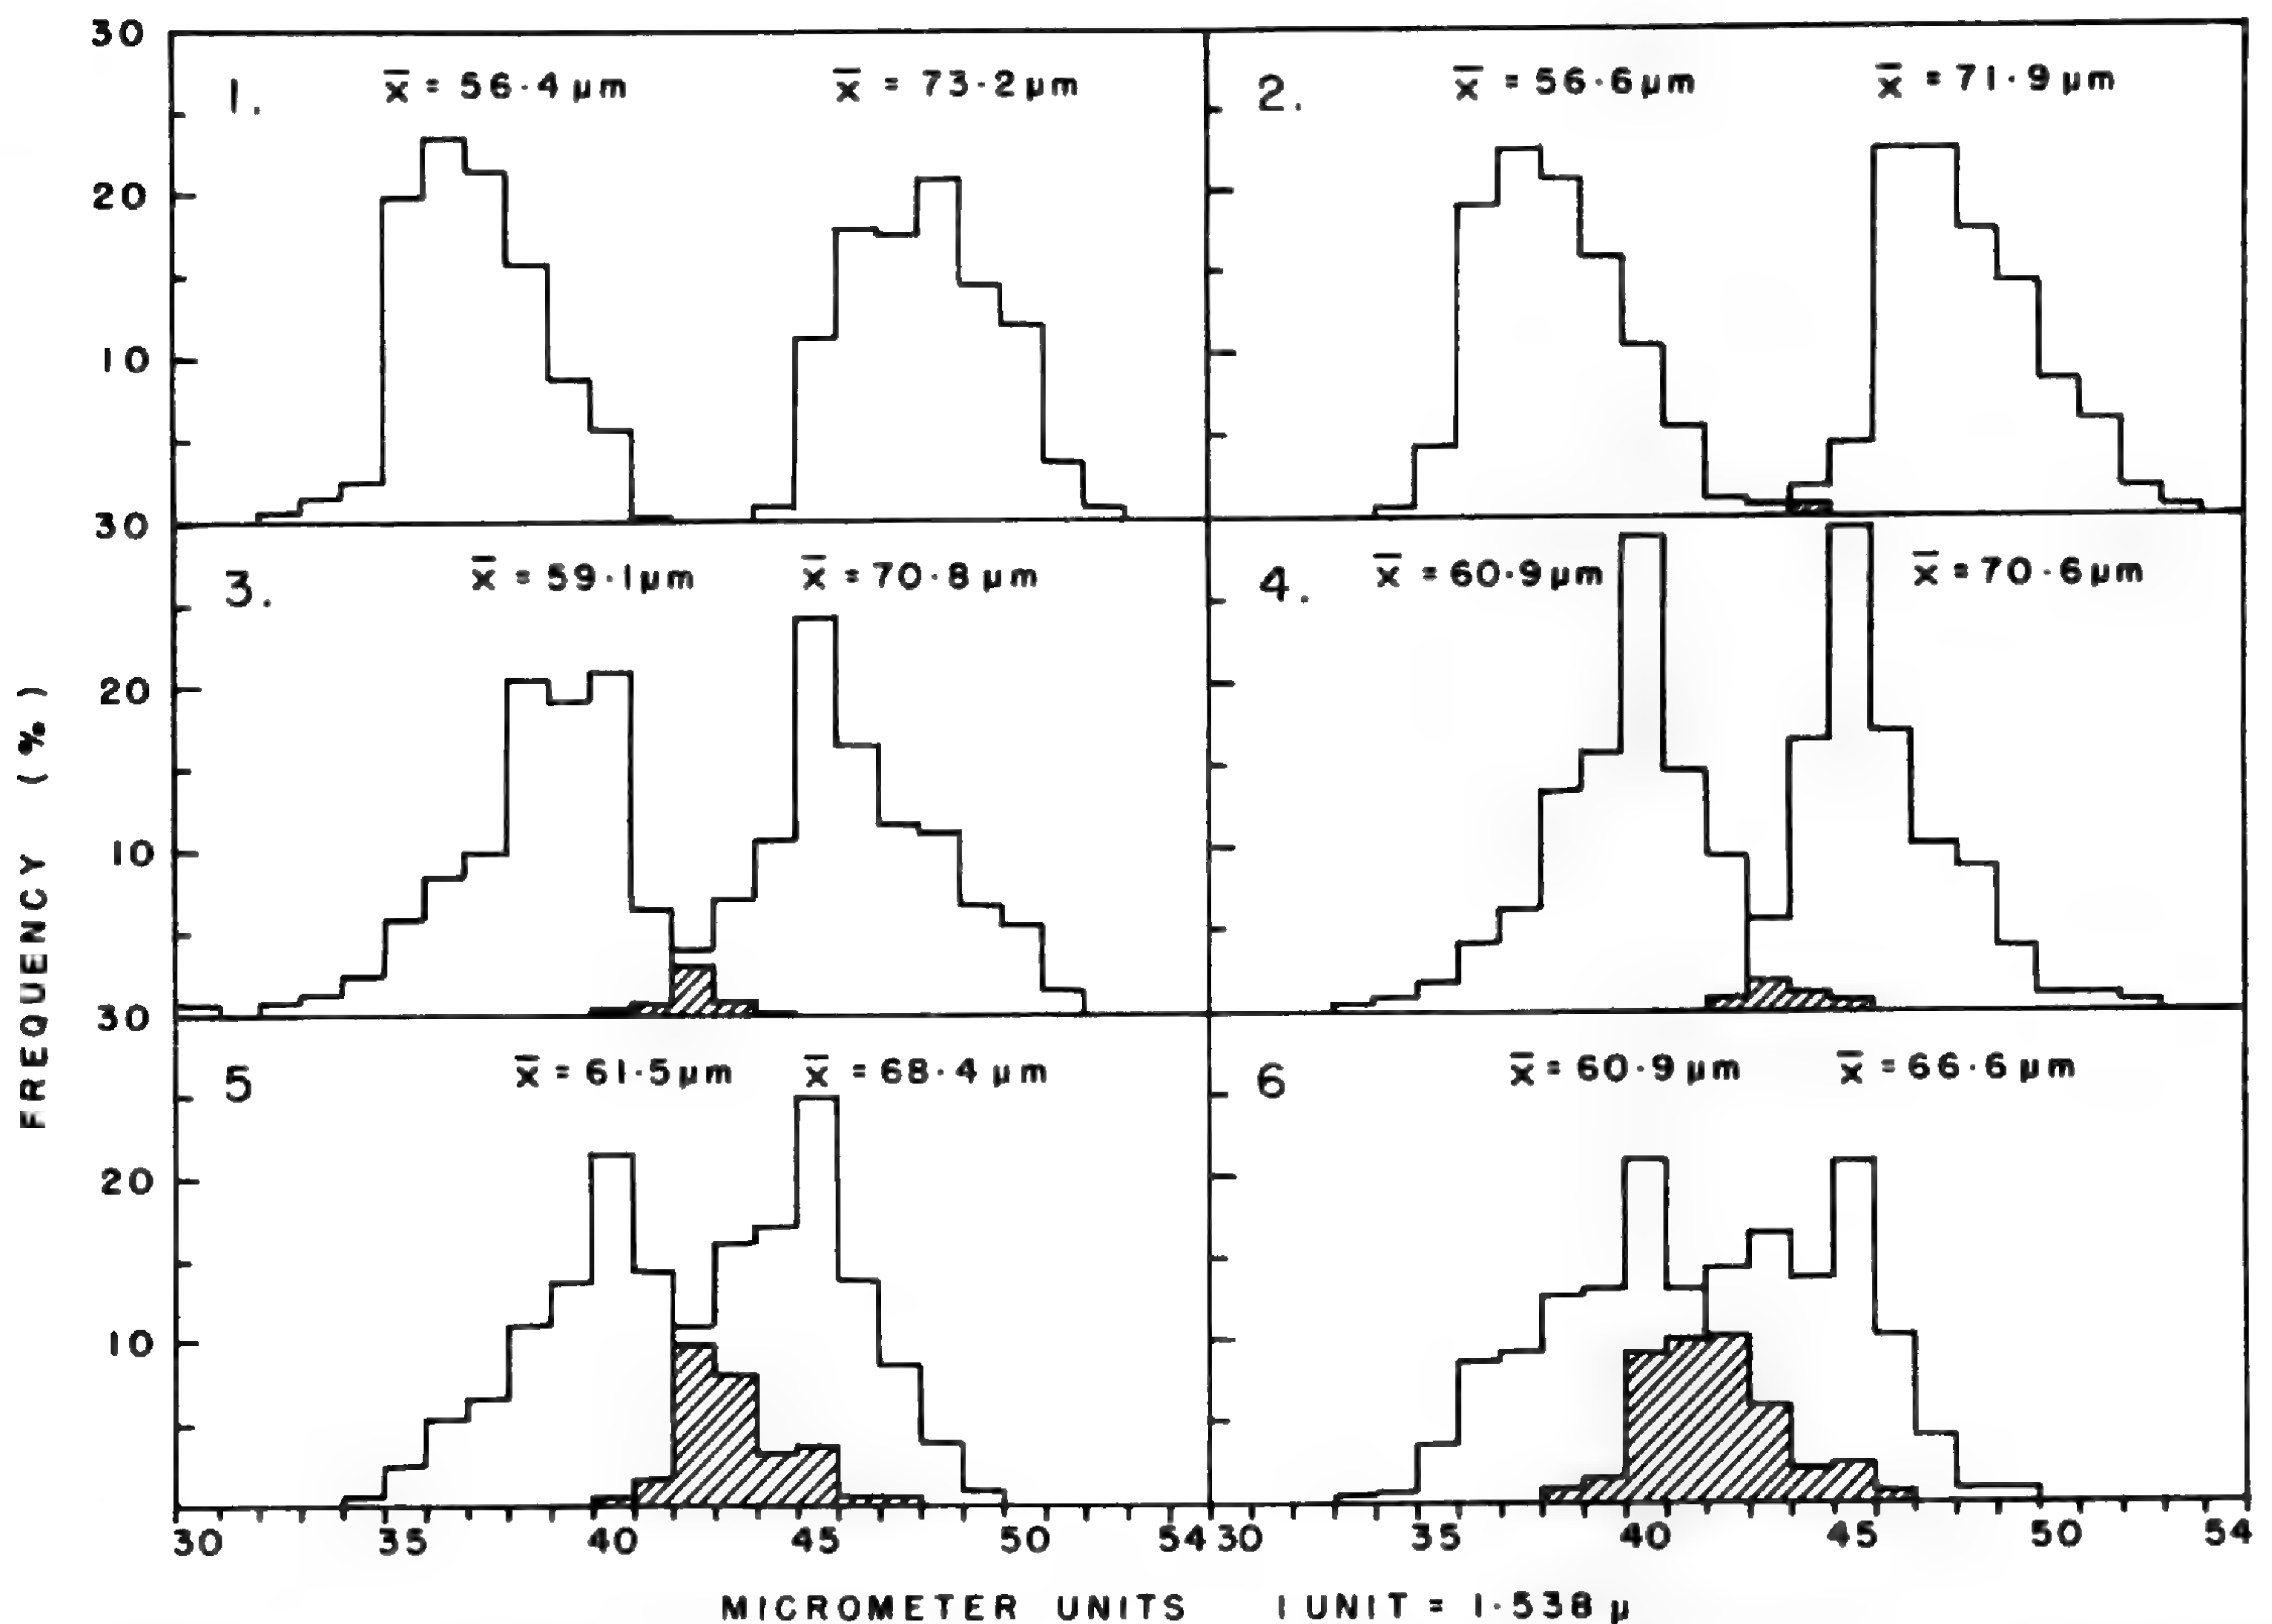 30
1. x̄ = 56·4 µm x̄ = 73·2 µm
2. x̄ = 56·6 µm x̄ = 71·9 µm
20
10
30
3. x̄ = 59·1 µm x̄ = 70·8 µm
4. x̄ = 60·9 µm x̄ = 70·6 µm
20
10
30
5 x̄ = 61·5 µm x̄ = 68·4 µm
6 x̄ = 60·9 µm x̄ = 66·6 µm
20
10
FREQUENCY (%)
30 35 40 45 50 54 30 35 40 45 50 54
MICROMETER UNITS 1 UNIT = 1·538 µ